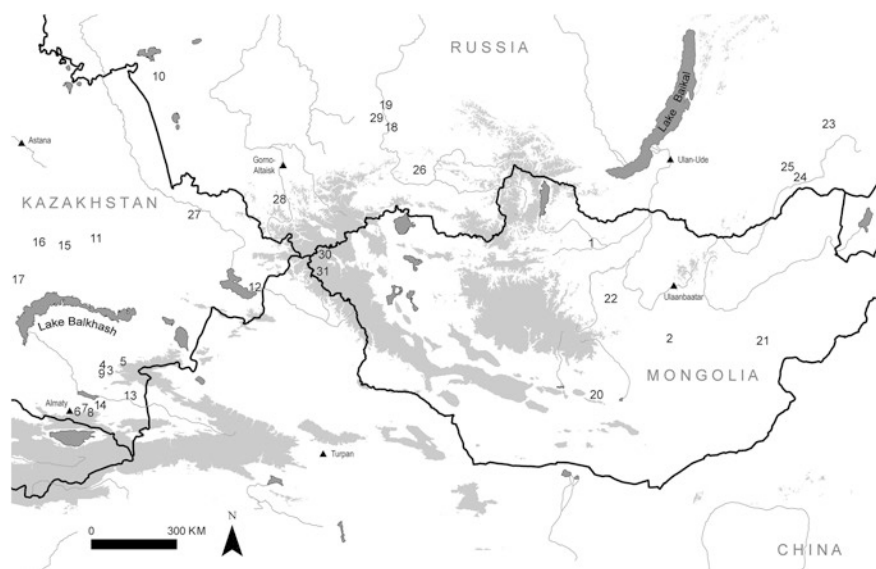 RUSSIA
10
Lake Baikal
19
29
18
23
Astana
Gorno-
Altaisk
26
Ulan-Ude
25
24
KAZAKHSTAN
28
27
16
15
11
1
30
31
17
12
22
Ulaanbaatar
Lake Balkhash
2
21
MONGOLIA
4
5
3
9
13
20
Almaty
6
7
8
14
Turpan
0
300 KM
N
CHINA